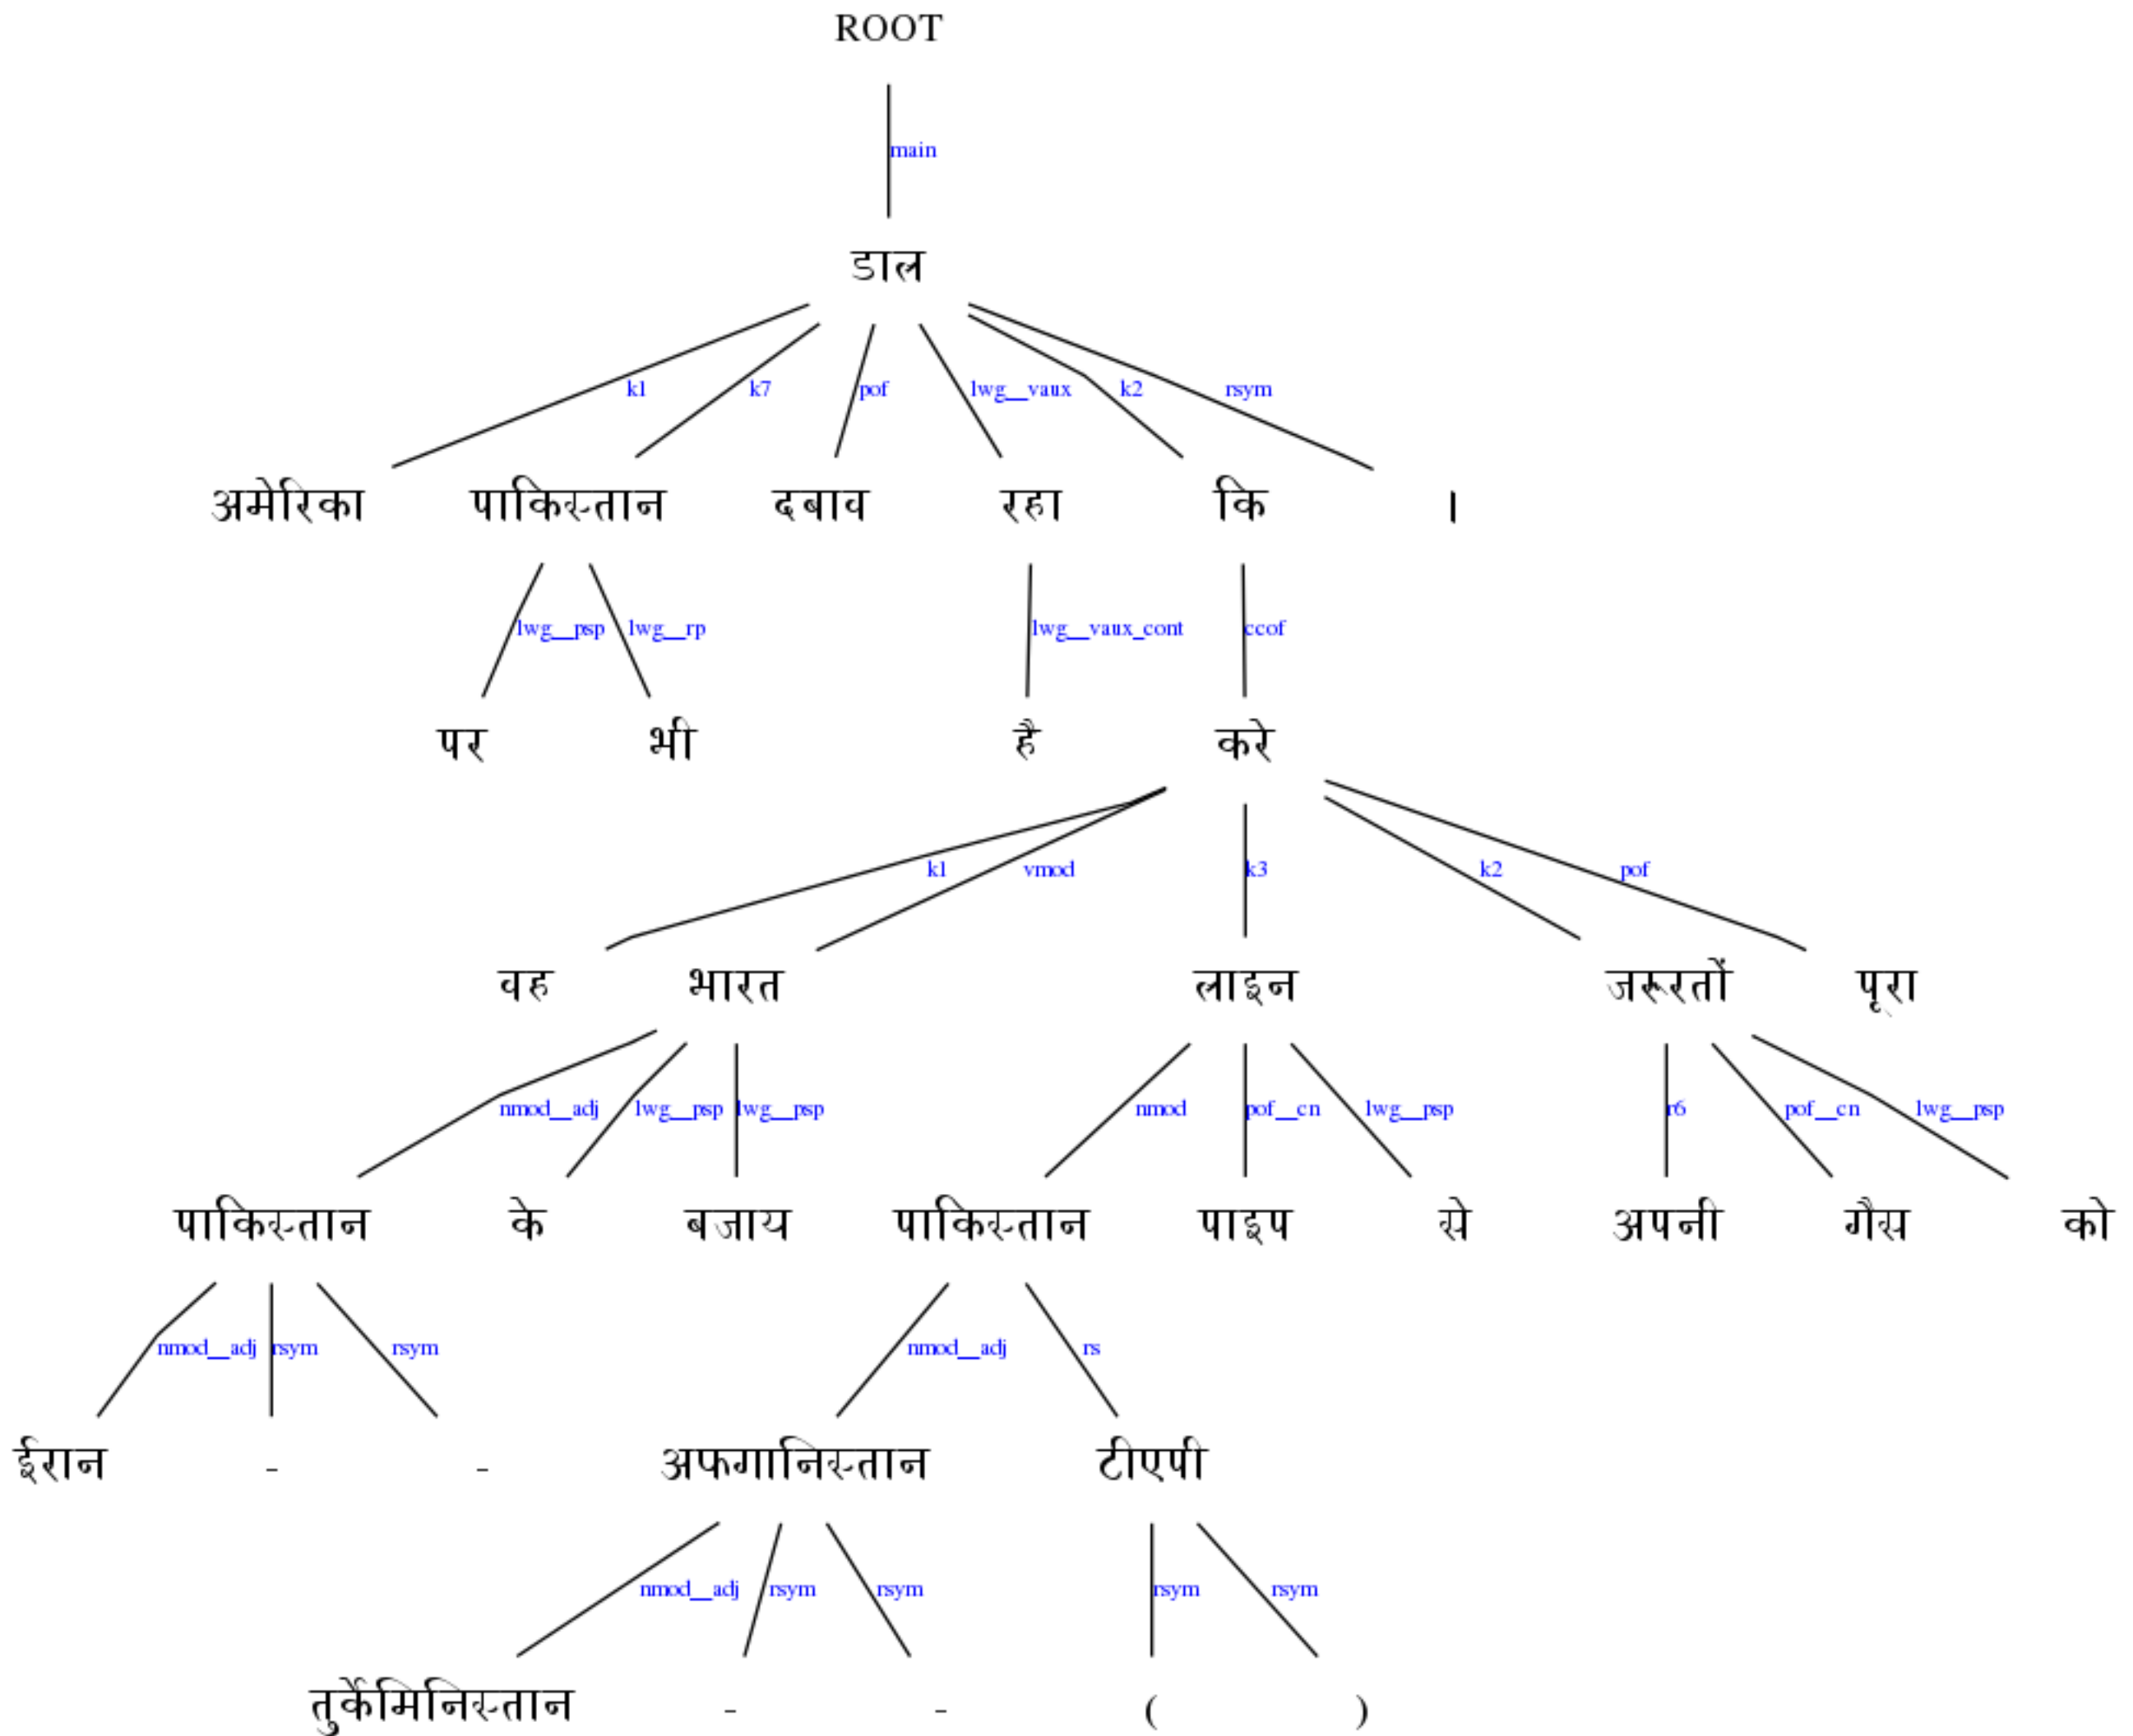 ROOT
main
डाल
k1 k7 pof lwg__vaux k2 rsym
अमेरिका पाकिस्तान दबाव रहा कि ।
lwg__psp lwg__rp lwg__vaux_cont ccof
पर भी है करे
k1 vmod k3 k2 pof
वह भारत लाइन जरूरतों पूरा
nmod__adj lwg__psp lwg__psp nmod pof__cn lwg__psp r6 pof__cn lwg__psp
पाकिस्तान के बजाय पाकिस्तान पाइप से अपनी गैस को
nmod__adj rsym rsym nmod__adj rs
ईरान - - अफगानिस्तान टीएपी
nmod__adj rsym rsym rsym rsym
तुर्कैमिनिस्तान - - ( )